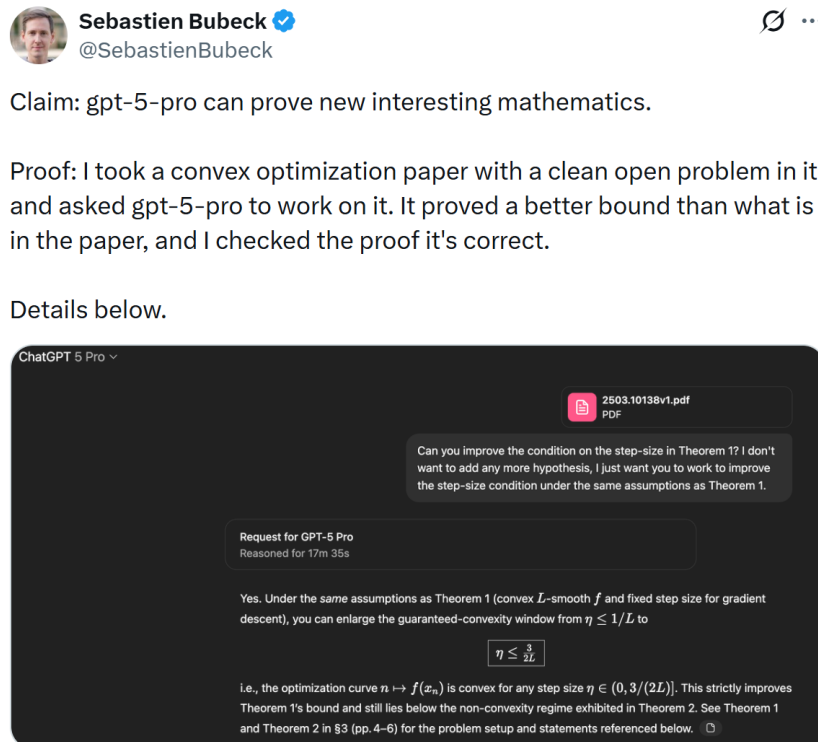 Sebastien Bubeck
@SebastienBubeck
Claim: gpt-5-pro can prove new interesting mathematics.
Proof: I took a convex optimization paper with a clean open problem in it
and asked gpt-5-pro to work on it. It proved a better bound than what is
in the paper, and I checked the proof it's correct.
Details below.
ChatGPT 5 Pro
2503.10138v1.pdf
PDF
Can you improve the condition on the step-size in Theorem 1? I don't
want to add any more hypothesis, I just want you to work to improve
the step-size condition under the same assumptions as Theorem 1.
Request for GPT-5 Pro
Reasoned for 17m 35s
Yes. Under the same assumptions as Theorem 1 (convex L-smooth f and fixed step size for gradient
descent), you can enlarge the guaranteed-convexity window from η ≤ 1/L to
η ≤ 3/2L
i.e., the optimization curve n ↦ f(xₙ) is convex for any step size η ∈ (0, 3/(2L)]. This strictly improves
Theorem 1's bound and still lies below the non-convexity regime exhibited in Theorem 2. See Theorem 1
and Theorem 2 in §3 (pp. 4–6) for the problem setup and statements referenced below.